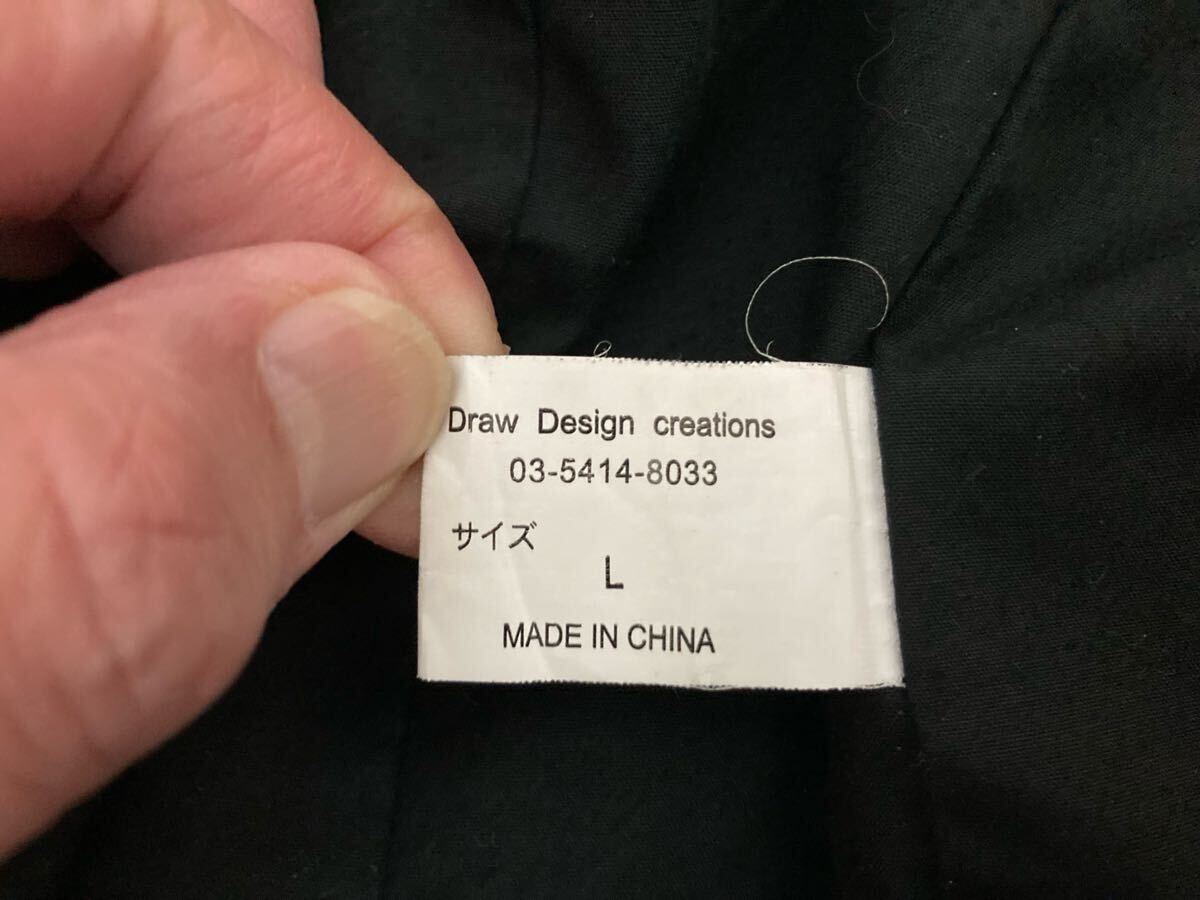 Draw Design creations
03-5414-8033
サイズ
L
MADE IN CHINA